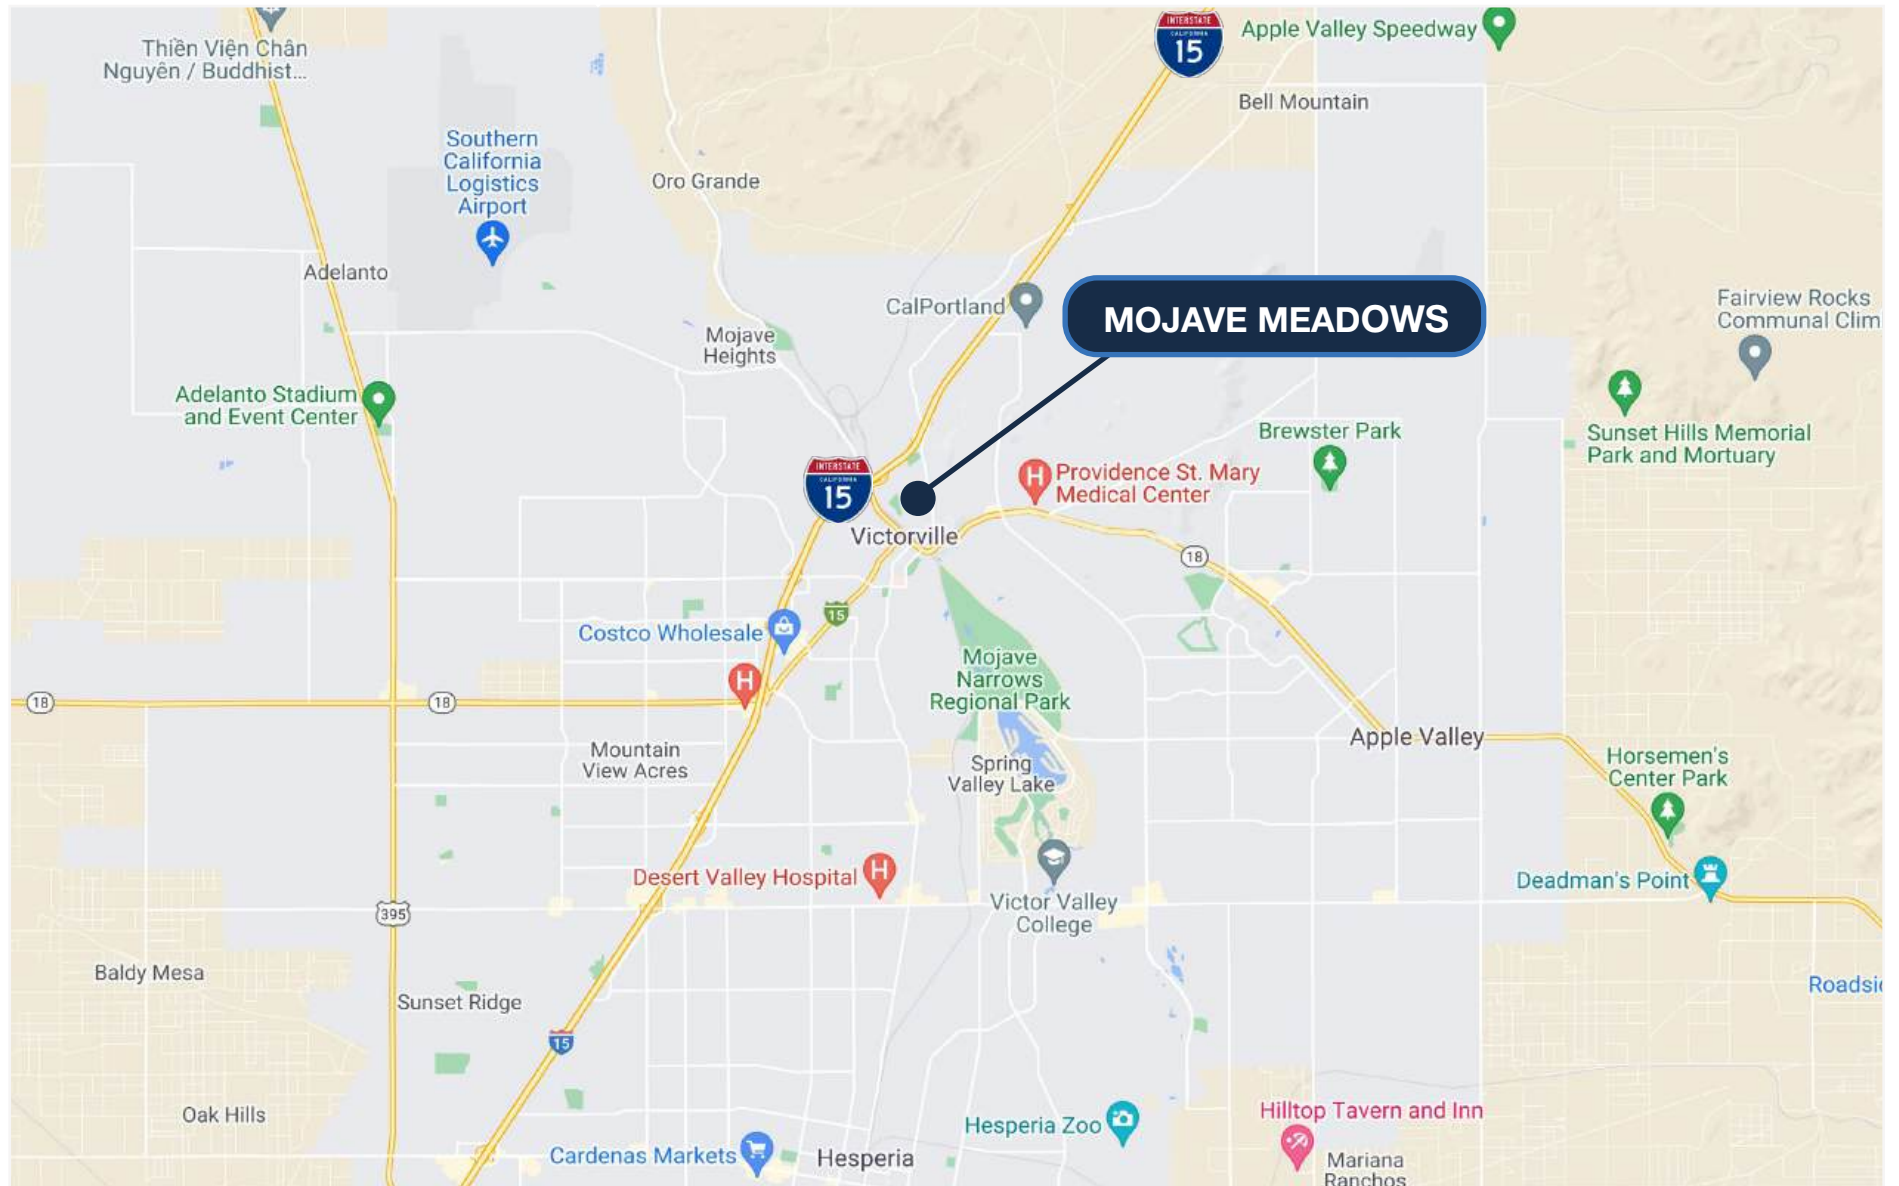 Thiền Viện Chân
Nguyên / Buddhist...
INTERSTATE
CALIFORNIA
15
Apple Valley Speedway
Bell Mountain
Southern
California
Logistics
Airport
Oro Grande
Adelanto
CalPortland
MOJAVE MEADOWS
Fairview Rocks
Communal Clim
Mojave
Heights
Adelanto Stadium
and Event Center
Brewster Park
Sunset Hills Memorial
Park and Mortuary
INTERSTATE
CALIFORNIA
15
H
Providence St. Mary
Medical Center
Victorville
18
15
Costco Wholesale
Mojave
Narrows
Regional Park
H
18
18
Mountain
View Acres
Spring
Valley Lake
Apple Valley
Horsemen's
Center Park
Desert Valley Hospital
H
Deadman's Point
Victor Valley
College
395
Baldy Mesa
Sunset Ridge
Roadsi
15
Oak Hills
Hesperia Zoo
Hilltop Tavern and Inn
Cardenas Markets
Hesperia
Mariana
Ranchos